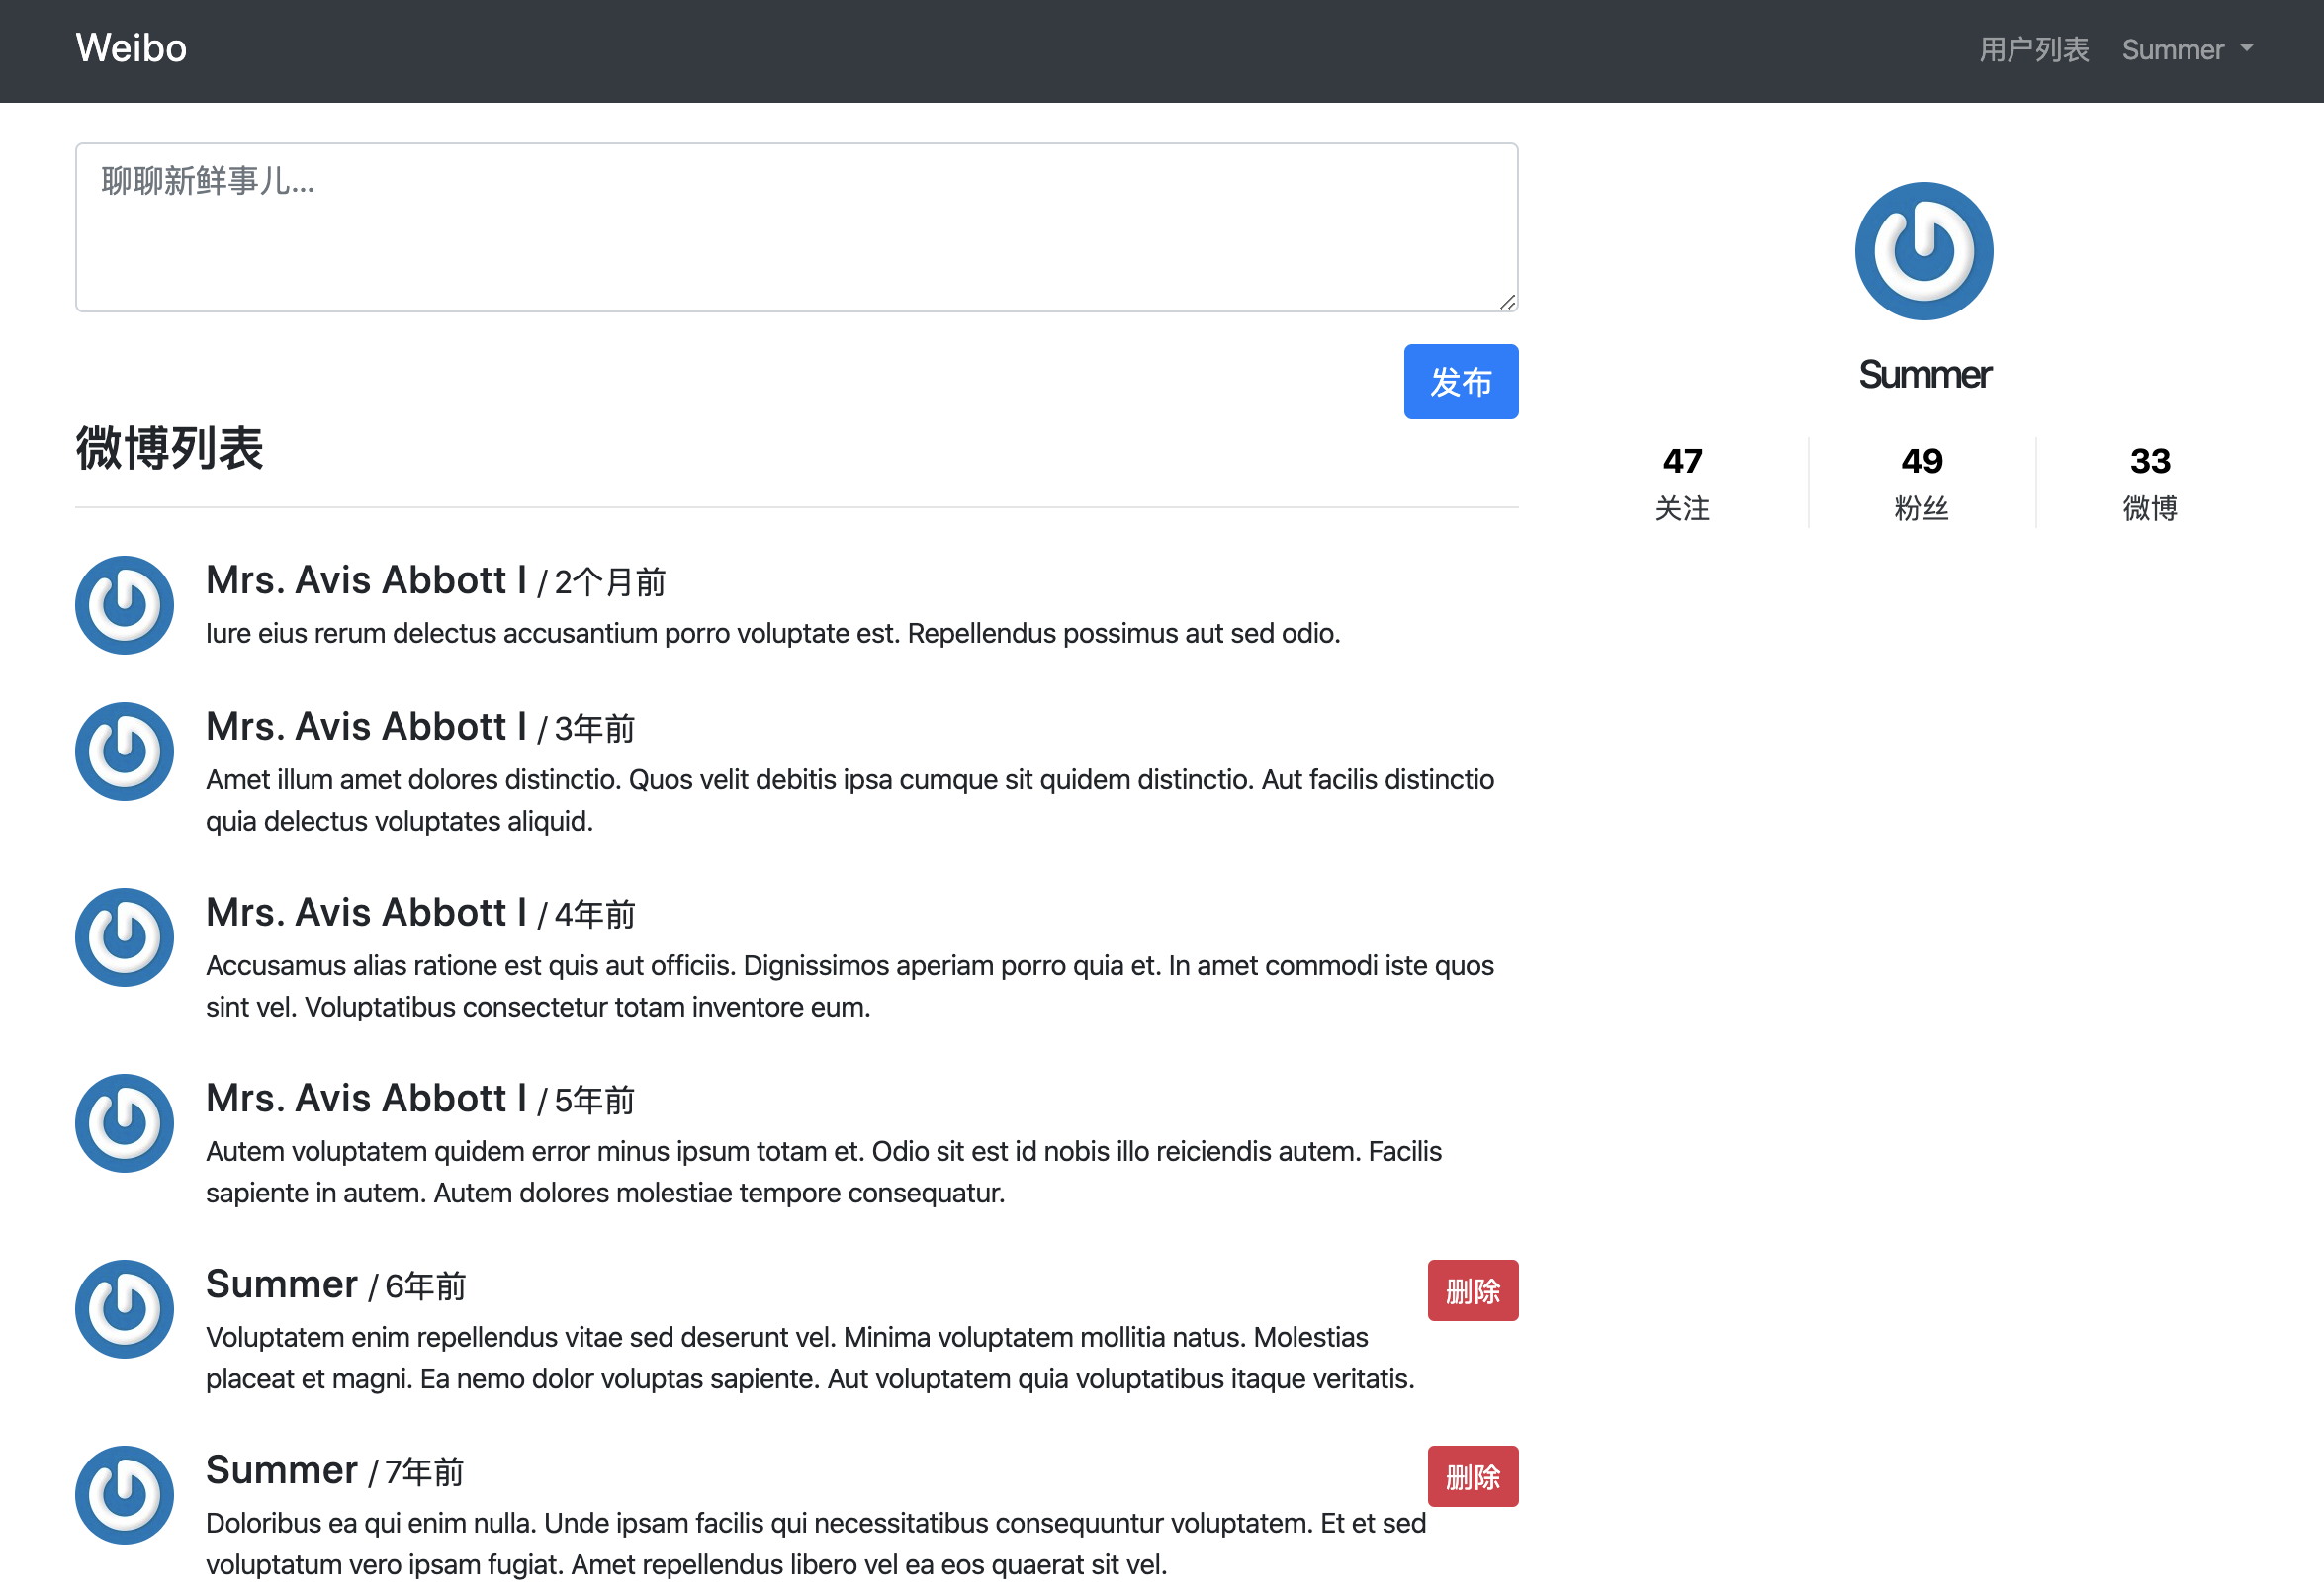 Weibo
用户列表 Summer
聊聊新鲜事儿...
发布
Summer
47 49 33
关注 粉丝 微博
微博列表
Mrs. Avis Abbott I / 2个月前
Iure eius rerum delectus accusantium porro voluptate est. Repellendus possimus aut sed odio.
Mrs. Avis Abbott I / 3年前
Amet illum amet dolores distinctio. Quos velit debitis ipsa cumque sit quidem distinctio. Aut facilis distinctio
quia delectus voluptates aliquid.
Mrs. Avis Abbott I / 4年前
Accusamus alias ratione est quis aut officiis. Dignissimos aperiam porro quia et. In amet commodi iste quos
sint vel. Voluptatibus consectetur totam inventore eum.
Mrs. Avis Abbott I / 5年前
Autem voluptatem quidem error minus ipsum totam et. Odio sit est id nobis illo reiciendis autem. Facilis
sapiente in autem. Autem dolores molestiae tempore consequatur.
Summer / 6年前
删除
Voluptatem enim repellendus vitae sed deserunt vel. Minima voluptatem mollitia natus. Molestias
placeat et magni. Ea nemo dolor voluptas sapiente. Aut voluptatem quia voluptatibus itaque veritatis.
Summer / 7年前
删除
Doloribus ea qui enim nulla. Unde ipsam facilis qui necessitatibus consequuntur voluptatem. Et et sed
voluptatum vero ipsam fugiat. Amet repellendus libero vel ea eos quaerat sit vel.